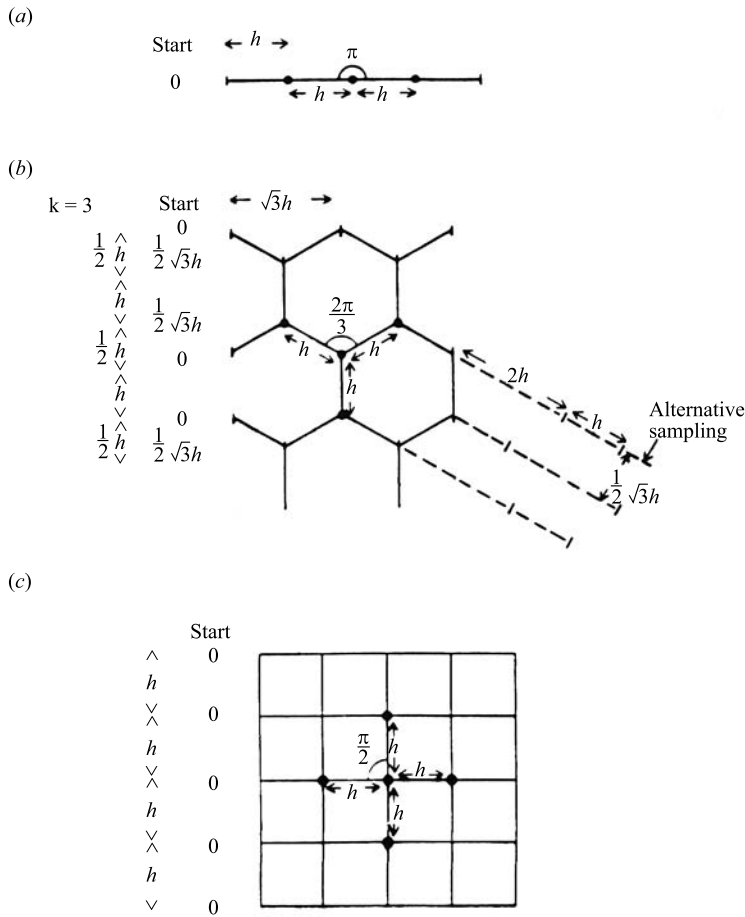 (a)
Start
h
π
0
h h
(b)
k = 3
Start
√3h
0
1/2 h 1/2 √3h
h
1/2 √3h
2π/3
1/2 h 0
h h
h
h
2h
h
Alternative
sampling
0
1/2 h 1/2 √3h
1/2 √3h
(c)
Start
0
h
0
π/2
h
h
h
0
h
h
h
0
h
0